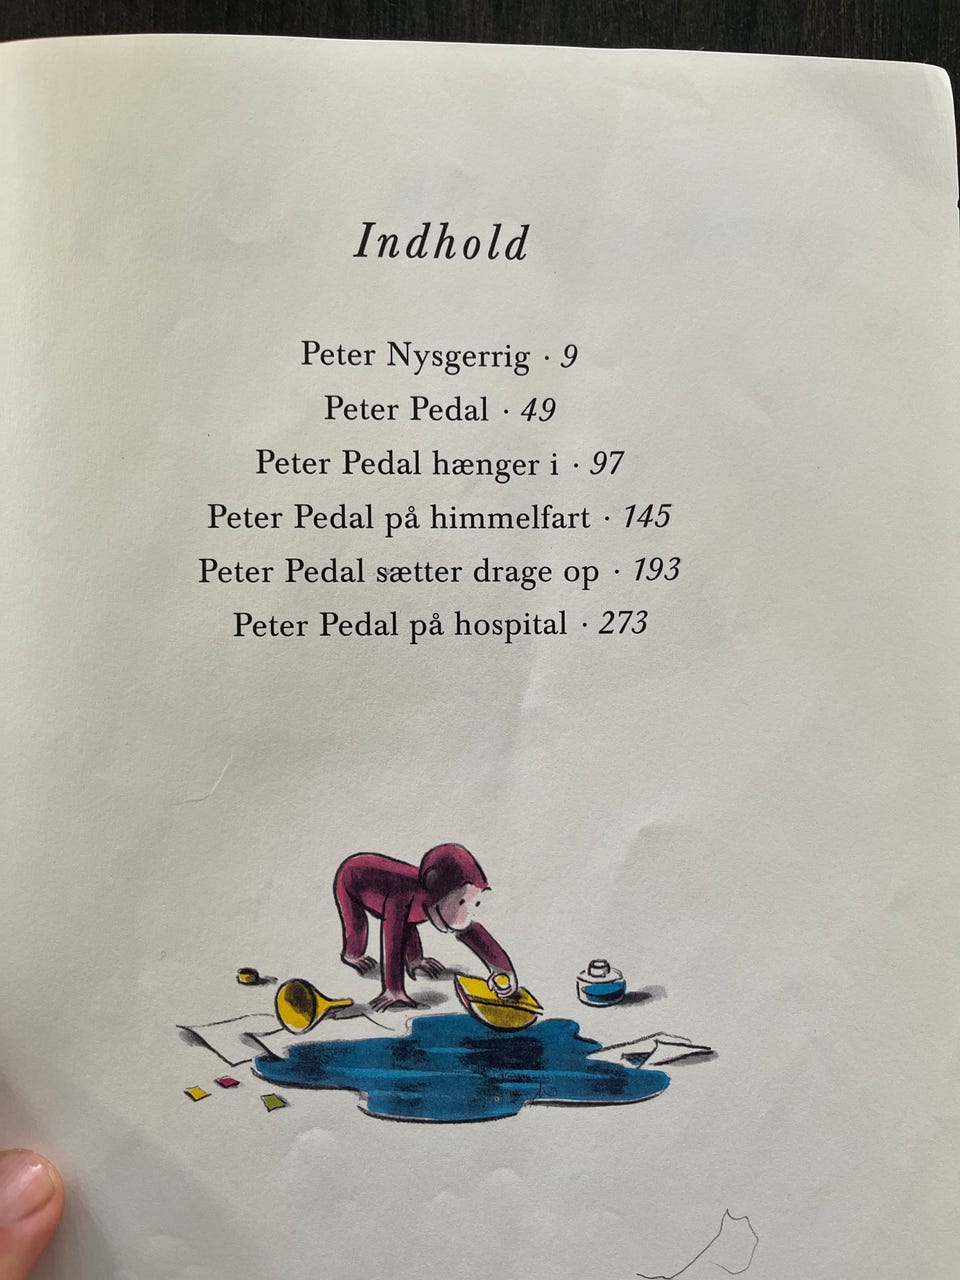 Indhold
Peter Nysgerrig · 9
Peter Pedal · 49
Peter Pedal hænger i · 97
Peter Pedal på himmelfart · 145
Peter Pedal sætter drage op · 193
Peter Pedal på hospital · 273